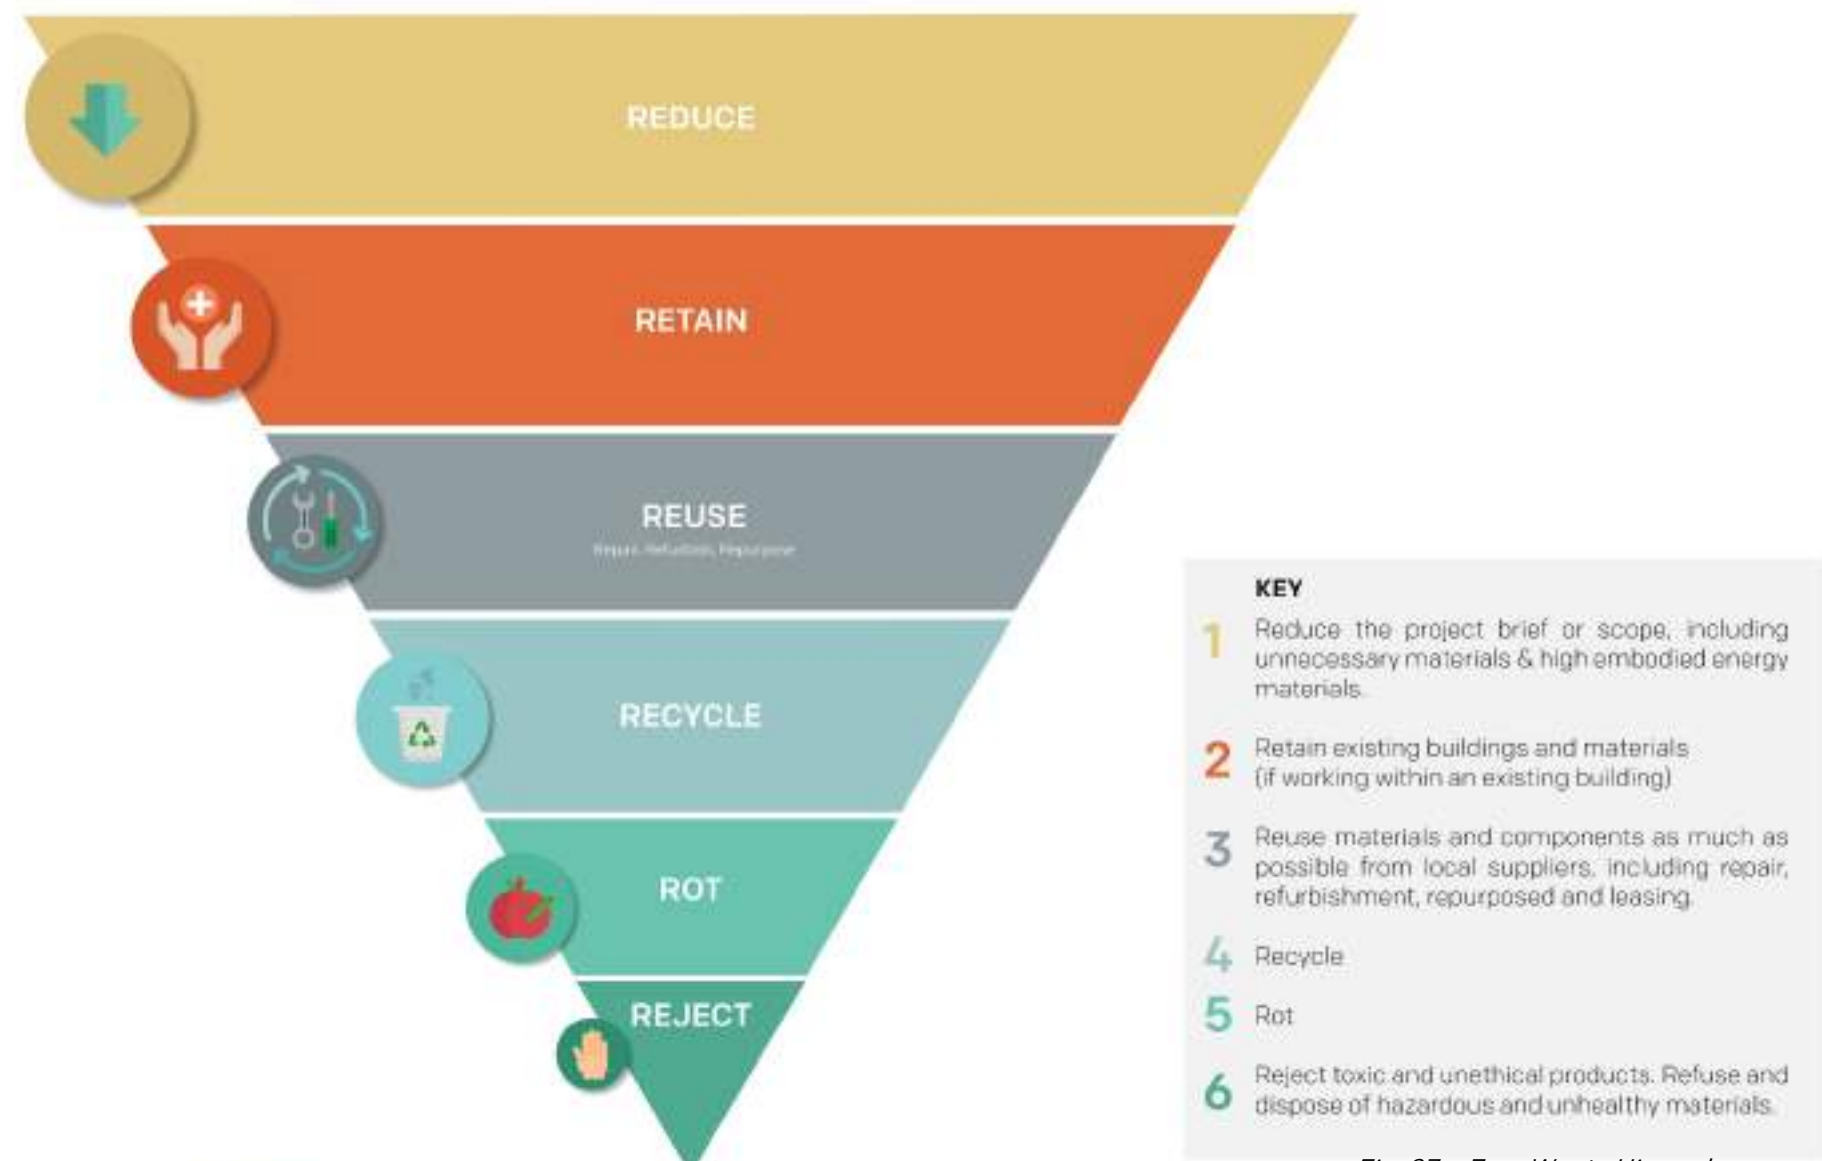 REDUCE
RETAIN
REUSE
Repair, Refurbish, Repurpose
RECYCLE
ROT
REJECT
KEY
1 Reduce the project brief or scope, including
unnecessary materials & high embodied energy
materials.
2 Retain existing buildings and materials
(if working within an existing building)
3 Reuse materials and components as much as
possible from local suppliers, including repair,
refurbishment, repurposed and leasing.
4 Recycle
5 Rot
6 Reject toxic and unethical products. Refuse and
dispose of hazardous and unhealthy materials.